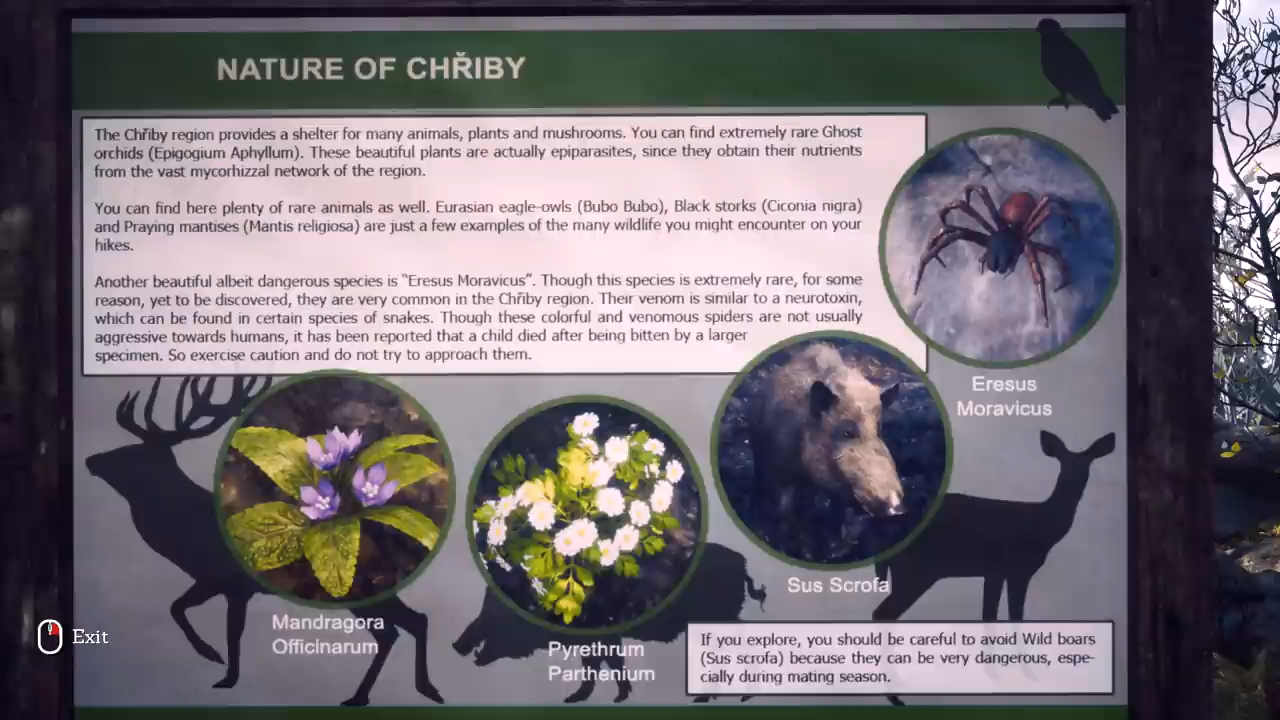 NATURE OF CHŘIBY
The Chřiby region provides a shelter for many animals, plants and mushrooms. You can find extremely rare Ghost
orchids (Epigogium Aphyllum). These beautiful plants are actually epiparasites, since they obtain their nutrients
from the vast mycorhizzal network of the region.
You can find here plenty of rare animals as well. Eurasian eagle-owls (Bubo Bubo), Black storks (Ciconia nigra)
and Praying mantises (Mantis religiosa) are just a few examples of the many wildlife you might encounter on your
hikes.
Another beautiful albeit dangerous species is "Eresus Moravicus". Though this species is extremely rare, for some
reason, yet to be discovered, they are very common in the Chřiby region. Their venom is similar to a neurotoxin,
which can be found in certain species of snakes. Though these colorful and venomous spiders are not usually
aggressive towards humans, it has been reported that a child died after being bitten by a larger
specimen. So exercise caution and do not try to approach them.
Eresus
Moravicus
Sus Scrofa
Mandragora
Officinarum
Pyrethrum
Parthenium
If you explore, you should be careful to avoid Wild boars
(Sus scrofa) because they can be very dangerous, espe-
cially during mating season.
Exit